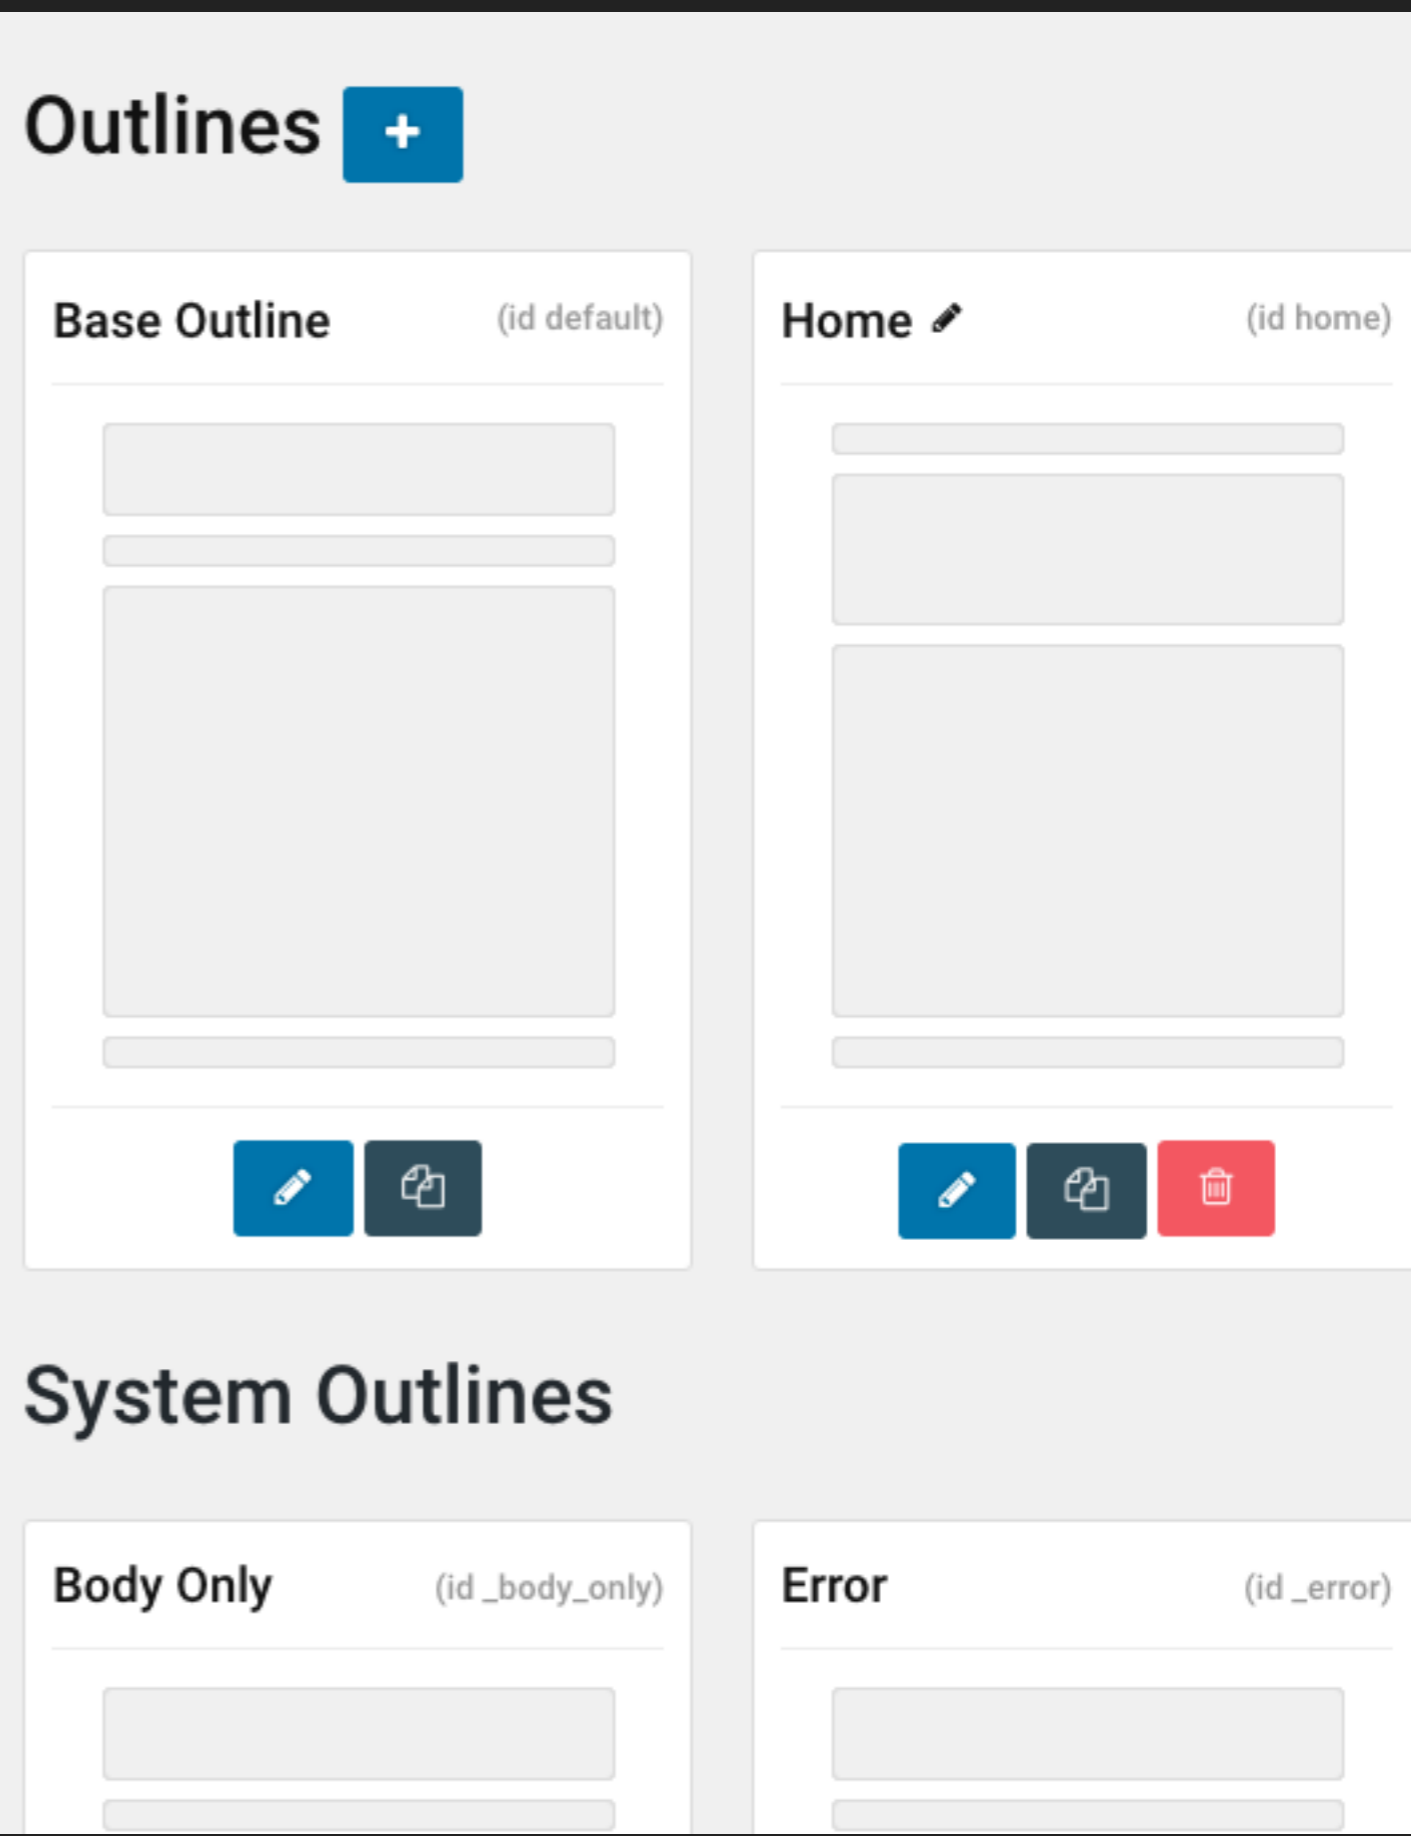 Outlines
Base Outline (id default)
Home (id home)
System Outlines
Body Only (id _body_only)
Error (id _error)